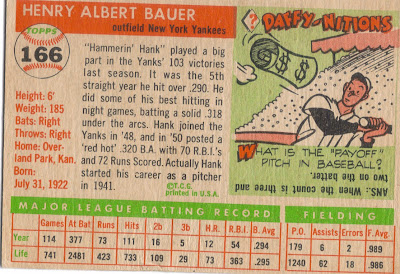 HENRY ALBERT BAUER
outfield New York Yankees
TOPPS
166
Height: 6'
Weight: 185
Bats: Right
Throws: Right
Home: Over-
land Park, Kan.
Born:
July 31, 1922
"Hammerin' Hank" played a big
part in the Yanks' 103 victories
last season. It was the 5th
straight year he hit over .290. He
did some of his best hitting in
night games, batting a solid .318
under the arcs. Hank joined the
Yanks in '48, and in '50 posted a
"red hot" .320 B.A. with 70 R.B.I.'s
and 72 Runs Scored. Actually Hank
started his career as a pitcher
in 1941.
©T.C.G.
printed in U.S.A.
? DAFFY-NITIONS
$ $
WHAT IS THE "PAYOFF"
PITCH IN BASEBALL?
ANS.: When the count is three and
two on the batter.
MAJOR LEAGUE BATTING RECORD FIELDING
Games At Bat Runs Hits 2b 3b H.R. R.B.I. B.Av. P.O. Assists Errors F. Avg.
Year 114 377 73 111 16 5 12 54 .294 179 6 2 .989
Life 741 2481 433 733 29 73 351 .295 1240 62 18 .986